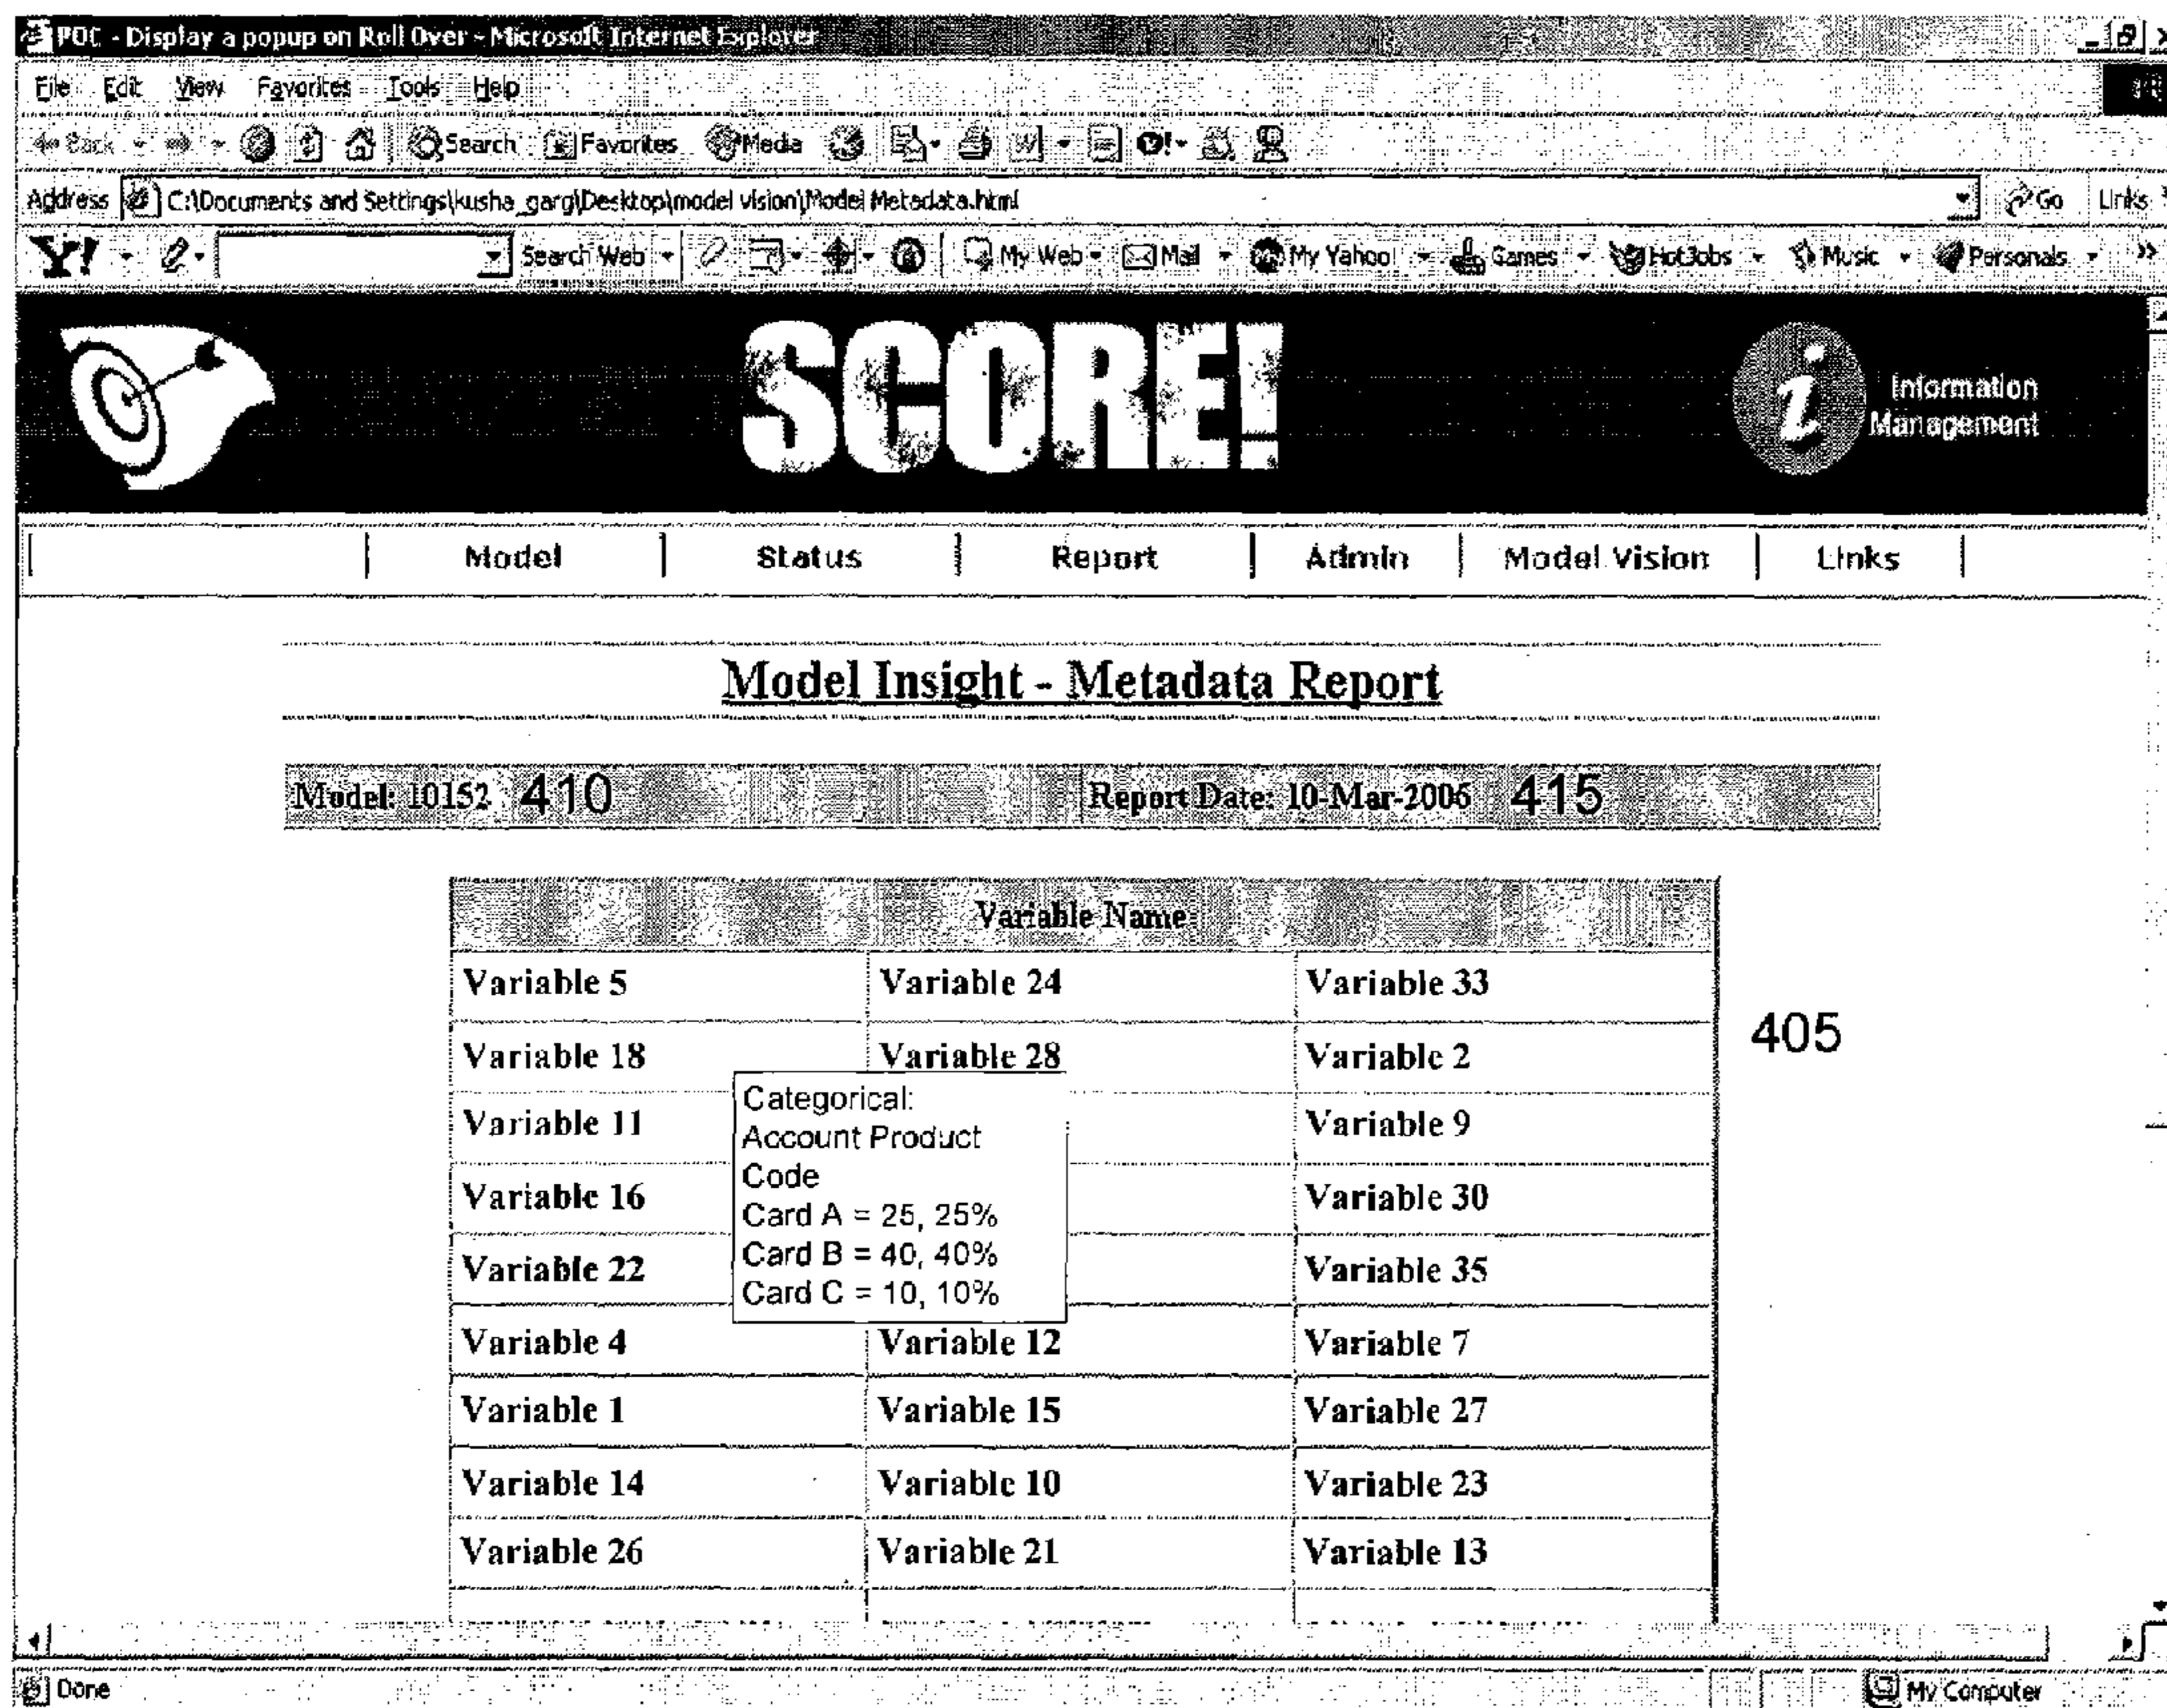 POC - Display a popup on Roll Over - Microsoft Internet Explorer
File Edit View Favorites Tools Help
Back Search Favorites Media
Address C:\Documents and Settings\kusha_garg\Desktop\model vision\Model Metadata.html Go Links
Y! Search Web My Web Mail My Yahoo! Games HotJobs Music Personals
SCORE!
i Information Management
Model Status Report Admin Model Vision Links
Model Insight - Metadata Report
Model: 10152 410 Report Date: 10-Mar-2006 415
Variable Name
Variable 5 Variable 24 Variable 33
405
Variable 18 Variable 28 Variable 2
Categorical:
Account Product
Code
Card A = 25, 25%
Card B = 40, 40%
Card C = 10, 10%
Variable 11 Variable 9
Variable 16 Variable 30
Variable 22 Variable 35
Variable 4 Variable 12 Variable 7
Variable 1 Variable 15 Variable 27
Variable 14 Variable 10 Variable 23
Variable 26 Variable 21 Variable 13
Done My Computer